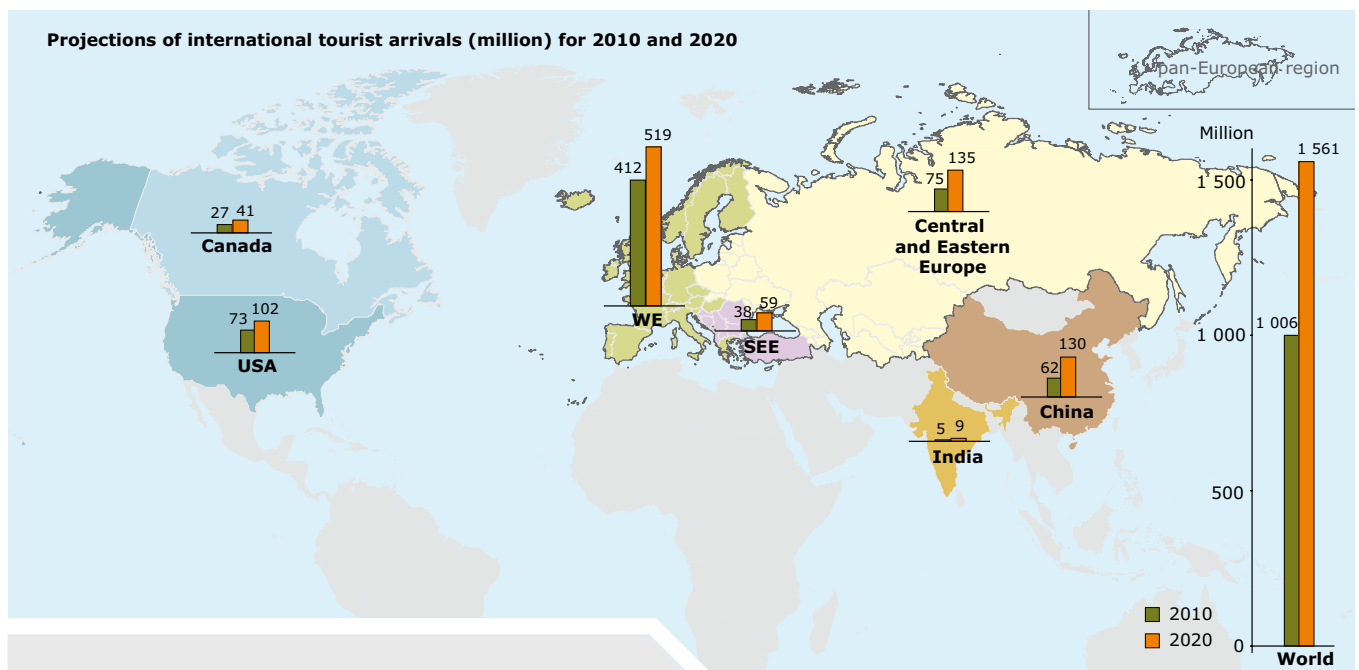 Projections of international tourist arrivals (million) for 2010 and 2020
pan-European region
Million
1 561
1 500
519
412
135
75
27 41
Canada
Central
and Eastern
Europe
73 102
USA
WE
38 59
SEE
1 006
1 000
62 130
China
5 9
India
500
2010
2020
0
World